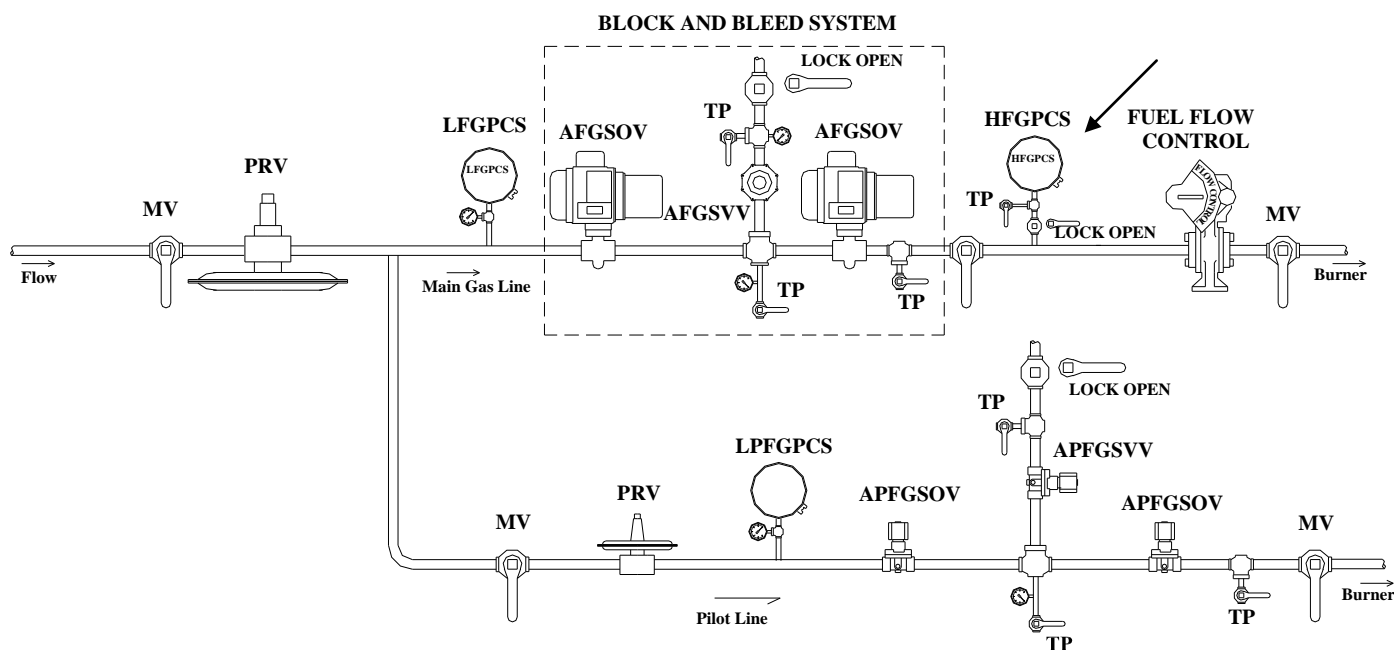 BLOCK AND BLEED SYSTEM
LOCK OPEN
TP
LFGPCS
AFGSOV
AFGSOV
HFGPCS
FUEL FLOW
CONTROL
PRV
LFGPCS
HFGPCS
FLOW CONTROL
MV
AFGSVV
TP
LOCK OPEN
MV
Flow
Main Gas Line
TP
TP
Burner
LOCK OPEN
TP
LPFGPCS
APFGSVV
PRV
APFGSOV
APFGSOV
MV
MV
Pilot Line
Burner
TP
TP